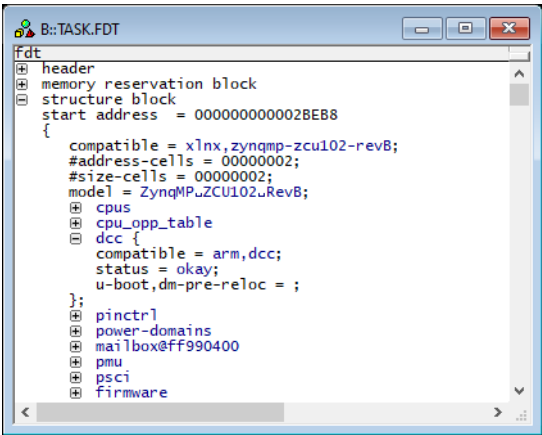 B::TASK.FDT
fdt
header
memory reservation block
structure block
start address = 000000000002BEB8
{
compatible = xlnx,zynqmp-zcu102-revB;
#address-cells = 00000002;
#size-cells = 00000002;
model = ZynqMP␣ZCU102␣RevB;
cpus
cpu_opp_table
dcc {
compatible = arm,dcc;
status = okay;
u-boot,dm-pre-reloc = ;
};
pinctrl
power-domains
mailbox@ff990400
pmu
psci
firmware